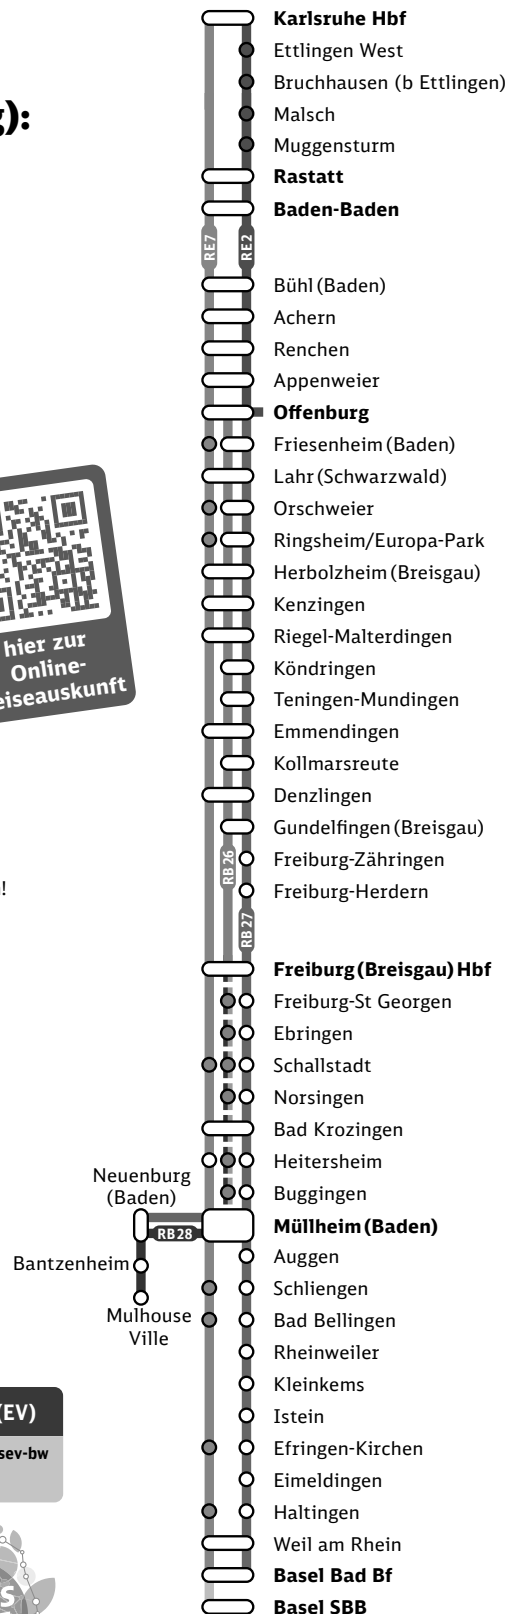 Karlsruhe Hbf
Ettlingen West
Bruchhausen (b Ettlingen)
Malsch
Muggensturm
Rastatt
Baden-Baden
RE7
RE2
Bühl (Baden)
Achern
Renchen
Appenweier
Offenburg
Friesenheim (Baden)
Lahr (Schwarzwald)
Orschweier
Ringsheim/Europa-Park
Herbolzheim (Breisgau)
Kenzingen
Riegel-Malterdingen
Köndringen
Teningen-Mundingen
Emmendingen
Kollmarsreute
Denzlingen
Gundelfingen (Breisgau)
RB 26
Freiburg-Zähringen
Freiburg-Herdern
RB 27
Freiburg (Breisgau) Hbf
Freiburg-St Georgen
Ebringen
Schallstadt
Norsingen
Bad Krozingen
Heitersheim
Buggingen
Neuenburg
(Baden)
RB28
Müllheim (Baden)
Auggen
Bantzenheim
Schliengen
Mulhouse
Ville
Bad Bellingen
Rheinweiler
Kleinkems
Istein
Efringen-Kirchen
Eimeldingen
Haltingen
Weil am Rhein
Basel Bad Bf
Basel SBB
):
hier zur
Online-
eiseauskunft
!
(EV)
sev-bw
S